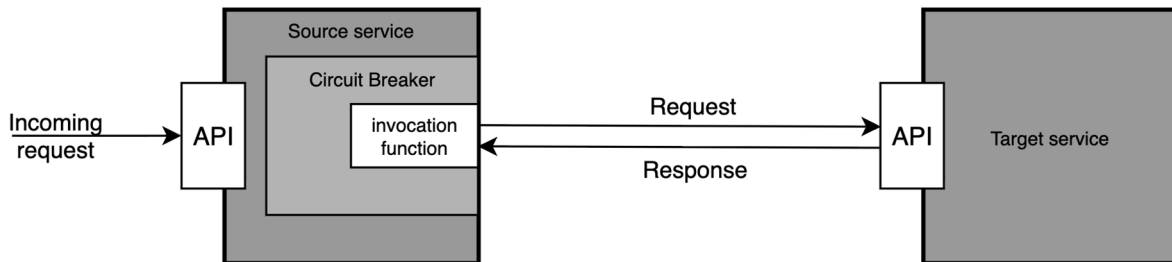 Source service
Circuit Breaker
Incoming
request
API
invocation
function
Request
Response
API
Target service